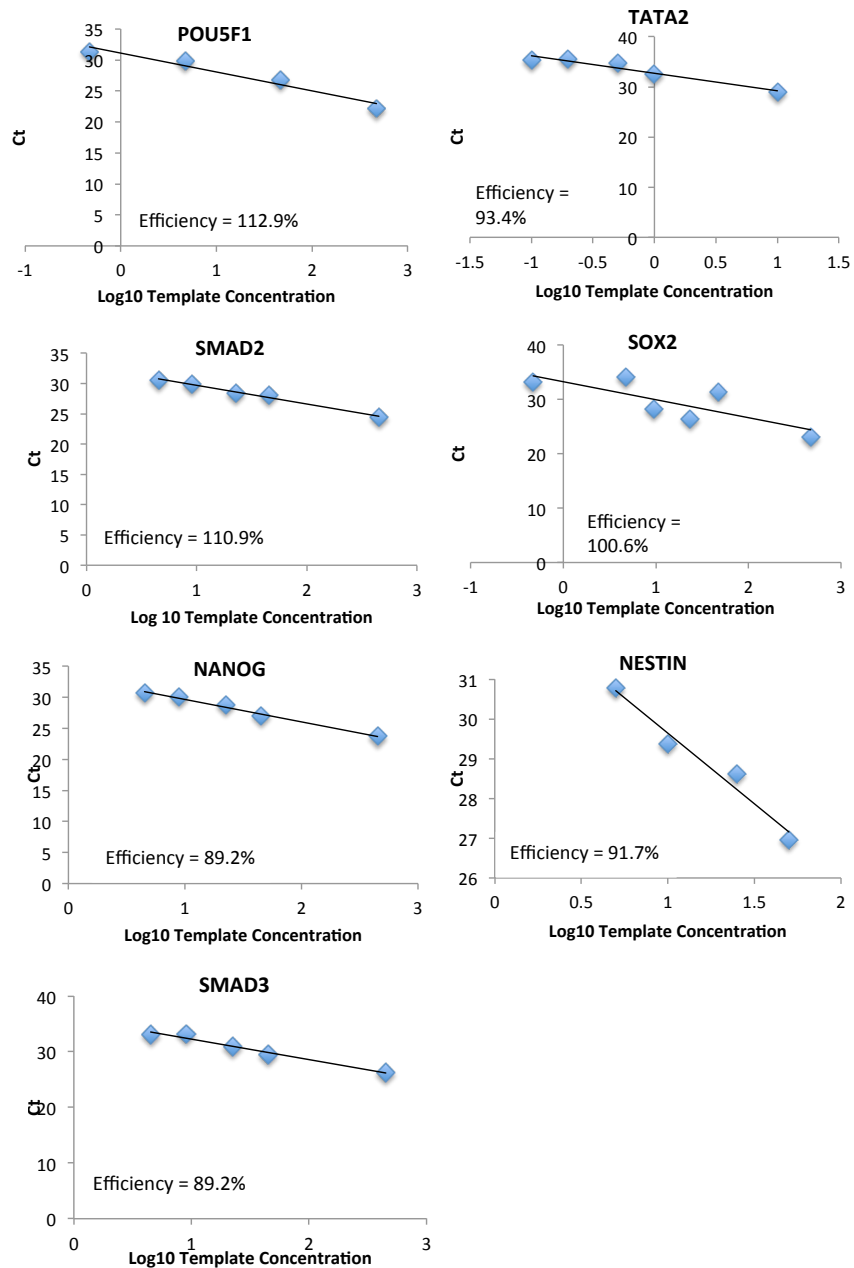 POU5F1
35
30
25
20
15
10
5
0
Ct
Efficiency = 112.9%
-1 0 1 2 3
Log10 Template Concentration
TATA2
40
30
20
10
0
Ct
Efficiency =
93.4%
-1.5 -1 -0.5 0 0.5 1 1.5
Log10 Template Concentration
SMAD2
35
30
25
20
15
10
5
0
Ct
Efficiency = 110.9%
0 1 2 3
Log 10 Template Concentration
SOX2
40
30
20
10
0
Ct
Efficiency =
100.6%
-1 0 1 2 3
Log10 Template Concentration
NANOG
35
30
25
20
15
10
5
0
Ct
Efficiency = 89.2%
0 1 2 3
Log10 Template Concentration
NESTIN
31
30
29
28
27
26
Ct
Efficiency = 91.7%
0 0.5 1 1.5 2
Log10 Template Concentration
SMAD3
40
30
20
10
0
Ct
Efficiency = 89.2%
0 1 2 3
Log10 Template Concentration